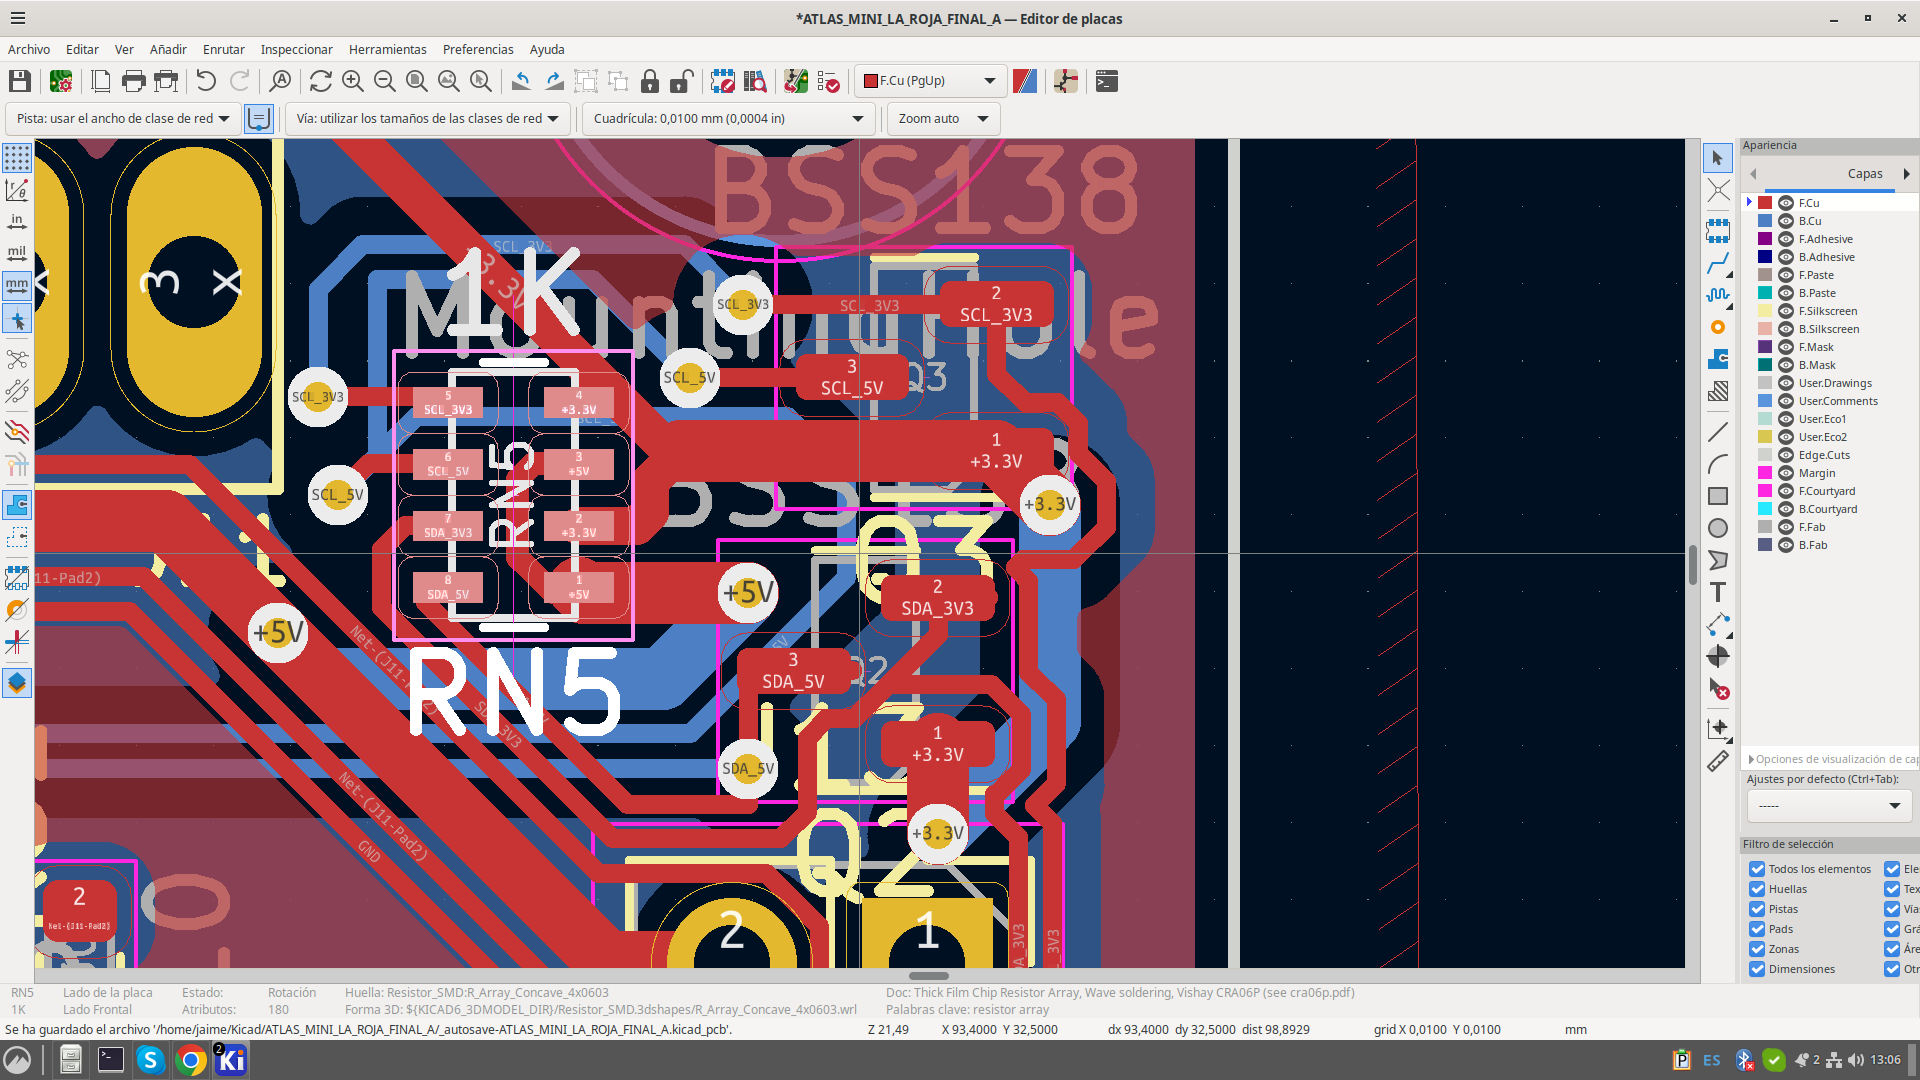 *ATLAS_MINI_LA_ROJA_FINAL_A — Editor de placas
Archivo Editar Ver Añadir Enrutar Inspeccionar Herramientas Preferencias Ayuda
F.Cu (PgUp)
Pista: usar el ancho de clase de red
Vía: utilizar los tamaños de las clases de red
Cuadrícula: 0,0100 mm (0,0004 in)
Zoom auto
in
mil
mm
BSS138
3 x
x
SCL_3V3
1K
3.3V
Mounting Hole
SCL_3V3
SCL_3V3
2
SCL_3V3
SCL_5V
3
SCL_5V
Q3
SCL_3V3
5
SCL_3V3
4
+3.3V
6
SCL_5V
3
+5V
1
+3.3V
SCL_5V
RN5
7
SDA_3V3
2
+3.3V
+3.3V
Q3
8
SDA_5V
1
+5V
+5V
2
SDA_3V3
11-Pad2)
+5V
Net-(J11-Pad2)
RN5
3
SDA_5V
Q2
1
+3.3V
SDA_5V
+3.3V
Net-(J11-Pad2)
GND
Q2
2
Net-(J11-Pad2)
2
1
Apariencia
Capas
F.Cu
B.Cu
F.Adhesive
B.Adhesive
F.Paste
B.Paste
F.Silkscreen
B.Silkscreen
F.Mask
B.Mask
User.Drawings
User.Comments
User.Eco1
User.Eco2
Edge.Cuts
Margin
F.Courtyard
B.Courtyard
F.Fab
B.Fab
Opciones de visualización de cap
Ajustes por defecto (Ctrl+Tab):
-----
Filtro de selección
Todos los elementos Ele
Huellas Tex
Pistas Vías
Pads Grá
Zonas Áre
Dimensiones Otr
RN5 Lado de la placa Estado: Rotación Huella: Resistor_SMD:R_Array_Concave_4x0603 Doc: Thick Film Chip Resistor Array, Wave soldering, Vishay CRA06P (see cra06p.pdf)
1K Lado Frontal Atributos: 180 Forma 3D: ${KICAD6_3DMODEL_DIR}/Resistor_SMD.3dshapes/R_Array_Concave_4x0603.wrl Palabras clave: resistor array
Se ha guardado el archivo '/home/jaime/Kicad/ATLAS_MINI_LA_ROJA_FINAL_A/_autosave-ATLAS_MINI_LA_ROJA_FINAL_A.kicad_pcb'. Z 21,49 X 93,4000 Y 32,5000 dx 93,4000 dy 32,5000 dist 98,8929 grid X 0,0100 Y 0,0100 mm
2
Ki
ES
2
13:06